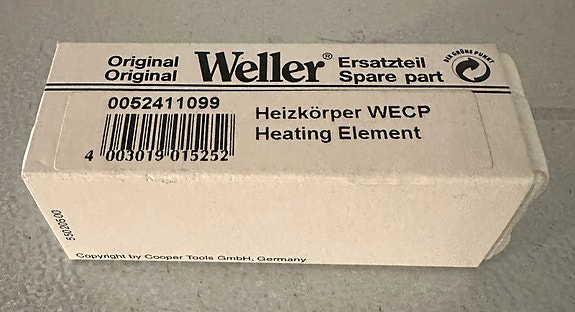 Original Weller® Ersatzteil
Original Spare part
DER GRÜNE PUNKT
0052411099
4 003019 015252
Heizkörper WECP
Heating Element
Copyright by Cooper Tools GmbH, Germany